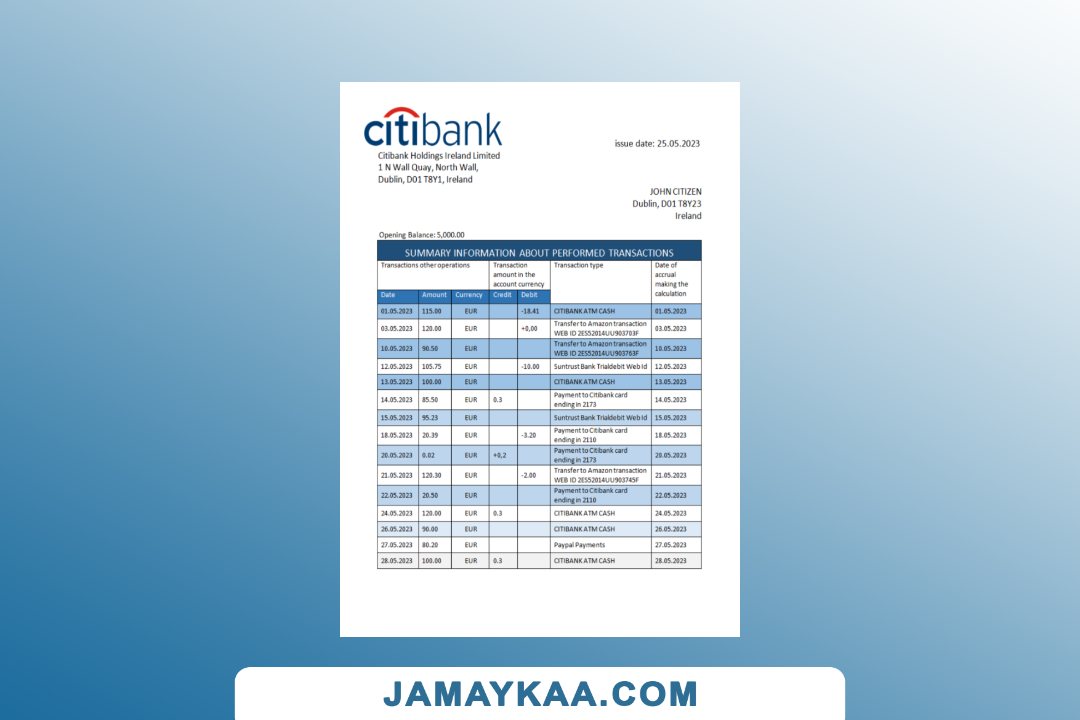 citibank
Citibank Holdings Ireland Limited
1 N Wall Quay, North Wall,
Dublin, D01 T8Y1, Ireland
issue date: 25.05.2023
JOHN CITIZEN
Dublin, D01 T8Y23
Ireland
Opening Balance: 5,000.00
SUMMARY INFORMATION ABOUT PERFORMED TRANSACTIONS
Transactions other operations
Transaction
amount in the
account currency
Transaction type
Date of
accrual
making the
calculation
Date Amount Currency Credit Debit
01.05.2023 115.00 EUR -18.41 CITIBANK ATM CASH 01.05.2023
03.05.2023 120.00 EUR +0,00 Transfer to Amazon transaction
WEB ID 2ES52014UU903703F 03.05.2023
10.05.2023 90.50 EUR Transfer to Amazon transaction
WEB ID 2ES52014UU903763F 10.05.2023
12.05.2023 105.75 EUR -10.00 Suntrust Bank Trialdebit Web Id 12.05.2023
13.05.2023 100.00 EUR CITIBANK ATM CASH 13.05.2023
14.05.2023 85.50 EUR 0.3 Payment to Citibank card
ending in 2173 14.05.2023
15.05.2023 95.23 EUR Suntrust Bank Trialdebit Web Id 15.05.2023
18.05.2023 20.39 EUR -3.20 Payment to Citibank card
ending in 2110 18.05.2023
20.05.2023 0.02 EUR +0,2 Payment to Citibank card
ending in 2173 20.05.2023
21.05.2023 120.30 EUR -2.00 Transfer to Amazon transaction
WEB ID 2ES52014UU903745F 21.05.2023
22.05.2023 20.50 EUR Payment to Citibank card
ending in 2110 22.05.2023
24.05.2023 120.00 EUR 0.3 CITIBANK ATM CASH 24.05.2023
26.05.2023 90.00 EUR CITIBANK ATM CASH 26.05.2023
27.05.2023 80.20 EUR Paypal Payments 27.05.2023
28.05.2023 100.00 EUR 0.3 CITIBANK ATM CASH 28.05.2023
JAMAYKAA.COM